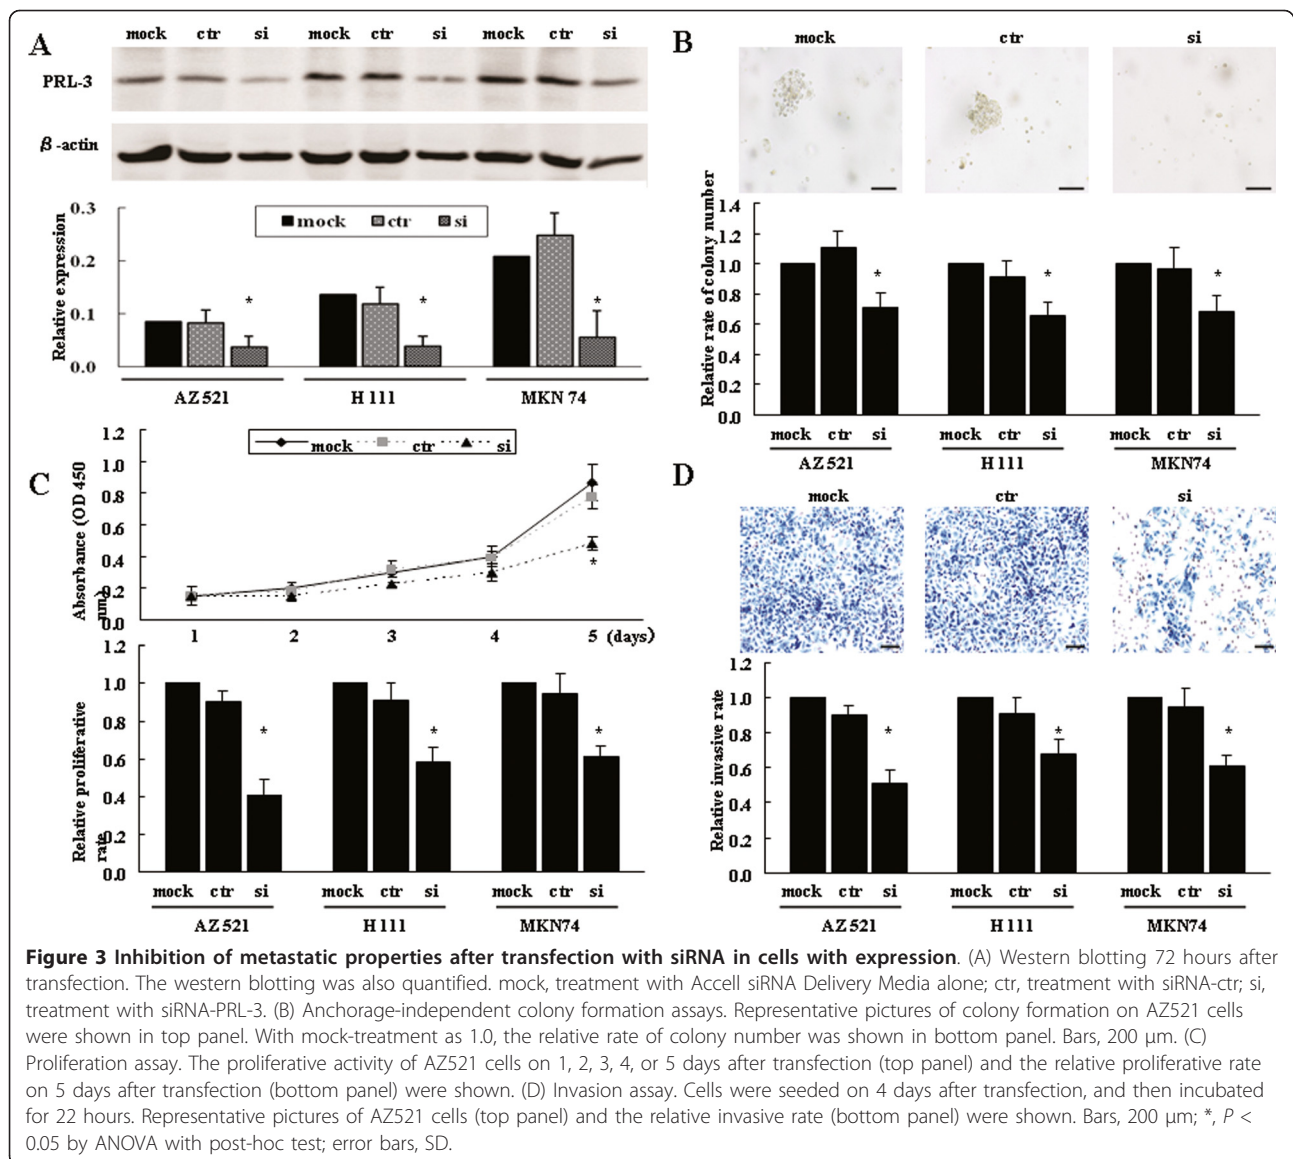 A
mock ctr si mock ctr si mock ctr si
PRL-3
β-actin
Relative expression
0.3
0.2
0.1
0.0
mock ctr si
* * *
AZ521 H111 MKN 74
B
mock ctr si
Relative rate of colony number
1.4
1.2
1.0
0.8
0.6
0.4
0.2
0.0
* * *
mock ctr si mock ctr si mock ctr si
AZ521 H111 MKN74
C
Absorbance (OD 450
nm)
1.2
1.0
0.8
0.6
0.4
0.2
0.0
mock ctr si
*
1 2 3 4 5 (days)
Relative proliferative
rate
1.0
0.8
0.6
0.4
0.2
0.0
* * *
mock ctr si mock ctr si mock ctr si
AZ521 H111 MKN74
D
mock ctr si
Relative invasive rate
1.2
1.0
0.8
0.6
0.4
0.2
0.0
* * *
mock ctr si mock ctr si mock ctr si
AZ521 H111 MKN74
Figure 3 Inhibition of metastatic properties after transfection with siRNA in cells with expression. (A) Western blotting 72 hours after
transfection. The western blotting was also quantified. mock, treatment with Accell siRNA Delivery Media alone; ctr, treatment with siRNA-ctr; si,
treatment with siRNA-PRL-3. (B) Anchorage-independent colony formation assays. Representative pictures of colony formation on AZ521 cells
were shown in top panel. With mock-treatment as 1.0, the relative rate of colony number was shown in bottom panel. Bars, 200 μm. (C)
Proliferation assay. The proliferative activity of AZ521 cells on 1, 2, 3, 4, or 5 days after transfection (top panel) and the relative proliferative rate
on 5 days after transfection (bottom panel) were shown. (D) Invasion assay. Cells were seeded on 4 days after transfection, and then incubated
for 22 hours. Representative pictures of AZ521 cells (top panel) and the relative invasive rate (bottom panel) were shown. Bars, 200 μm; *, P <
0.05 by ANOVA with post-hoc test; error bars, SD.